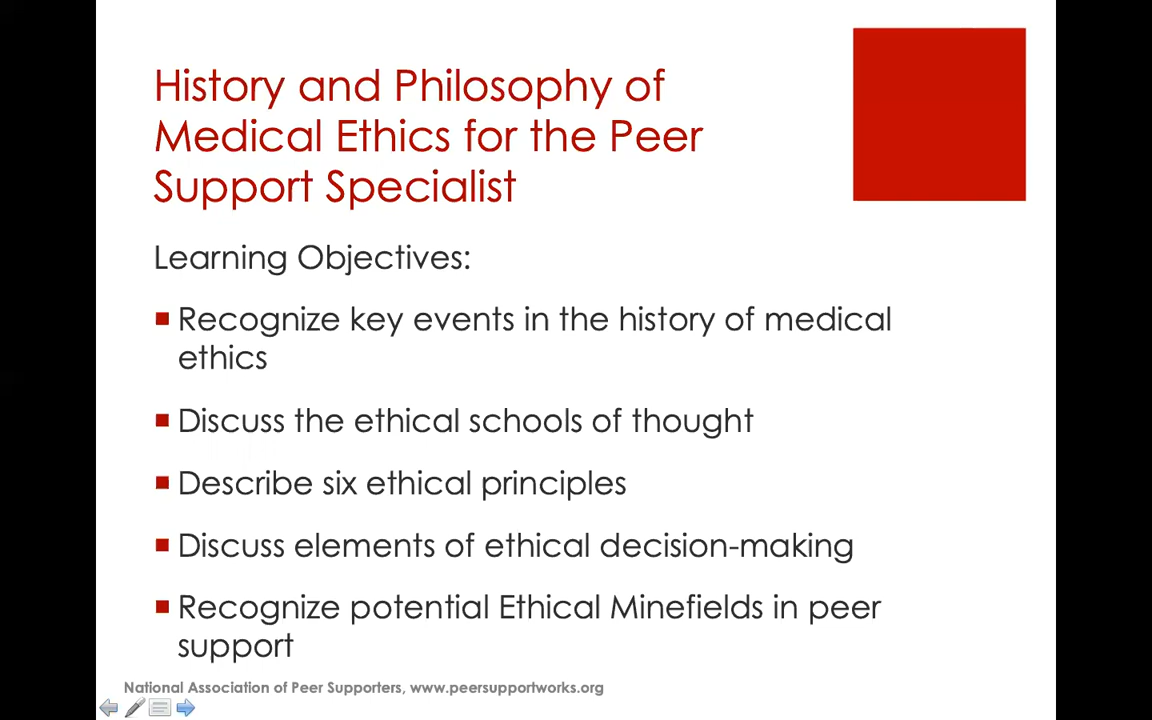 History and Philosophy of
Medical Ethics for the Peer
Support Specialist
Learning Objectives:
Recognize key events in the history of medical
ethics
Discuss the ethical schools of thought
Describe six ethical principles
Discuss elements of ethical decision-making
Recognize potential Ethical Minefields in peer
support
National Association of Peer Supporters, www.peersupportworks.org